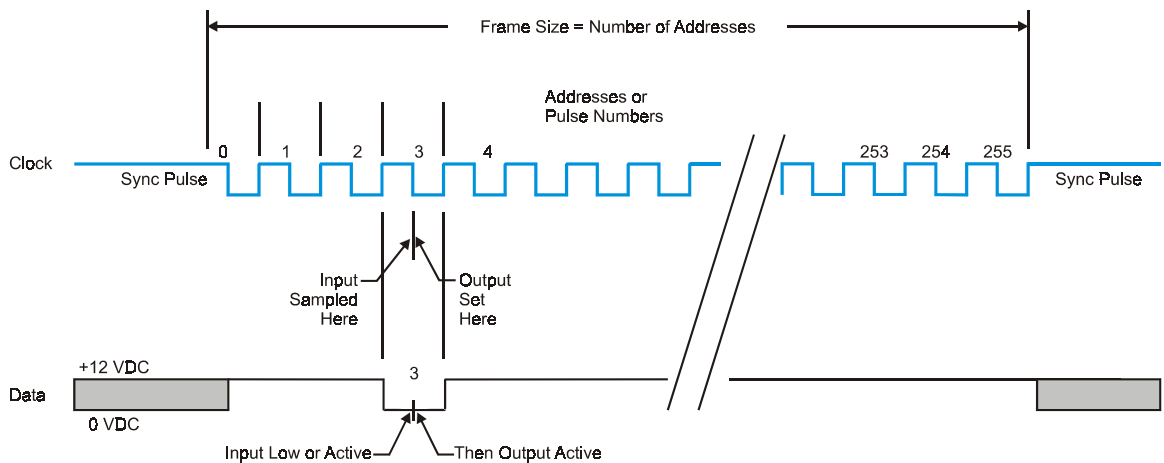 Frame Size = Number of Addresses
Addresses or
Pulse Numbers
0 1 2 3 4 253 254 255
Clock
Sync Pulse
Sync Pulse
Input
Sampled
Here
Output
Set
Here
+12 VDC
3
Data
0 VDC
Input Low or Active
Then Output Active